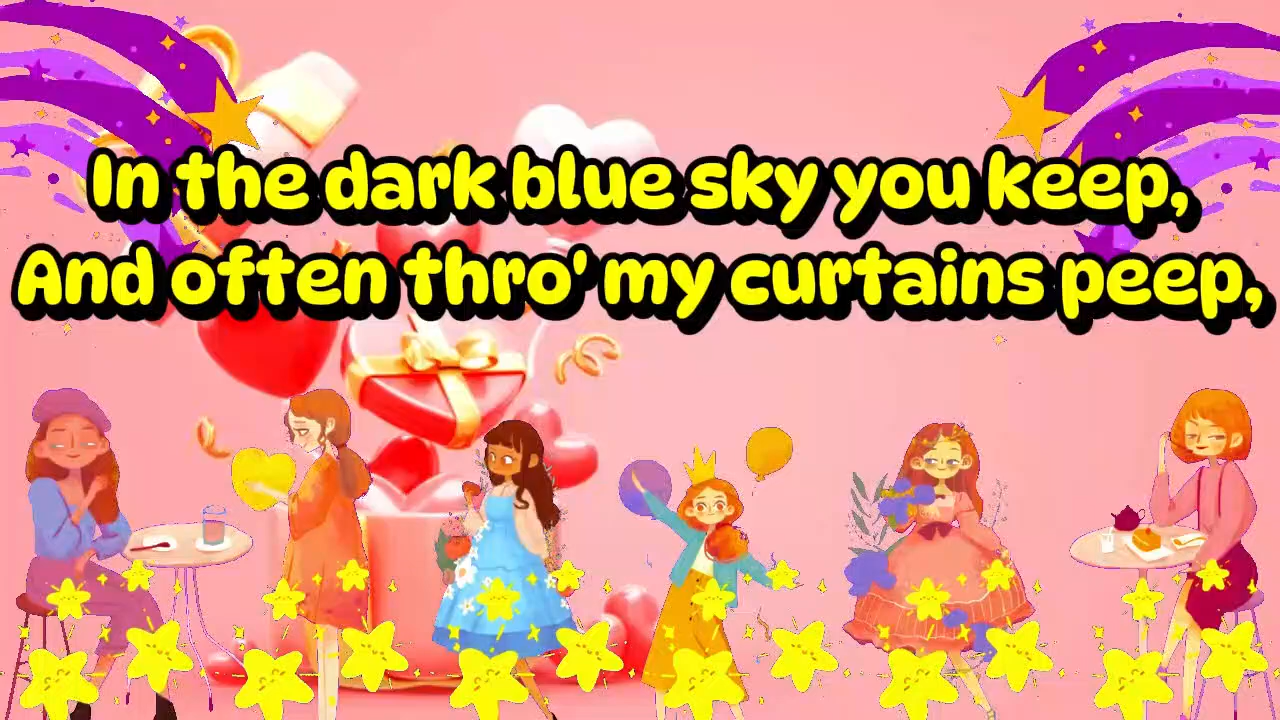 In the dark blue sky you keep,
And often thro' my curtains peep,